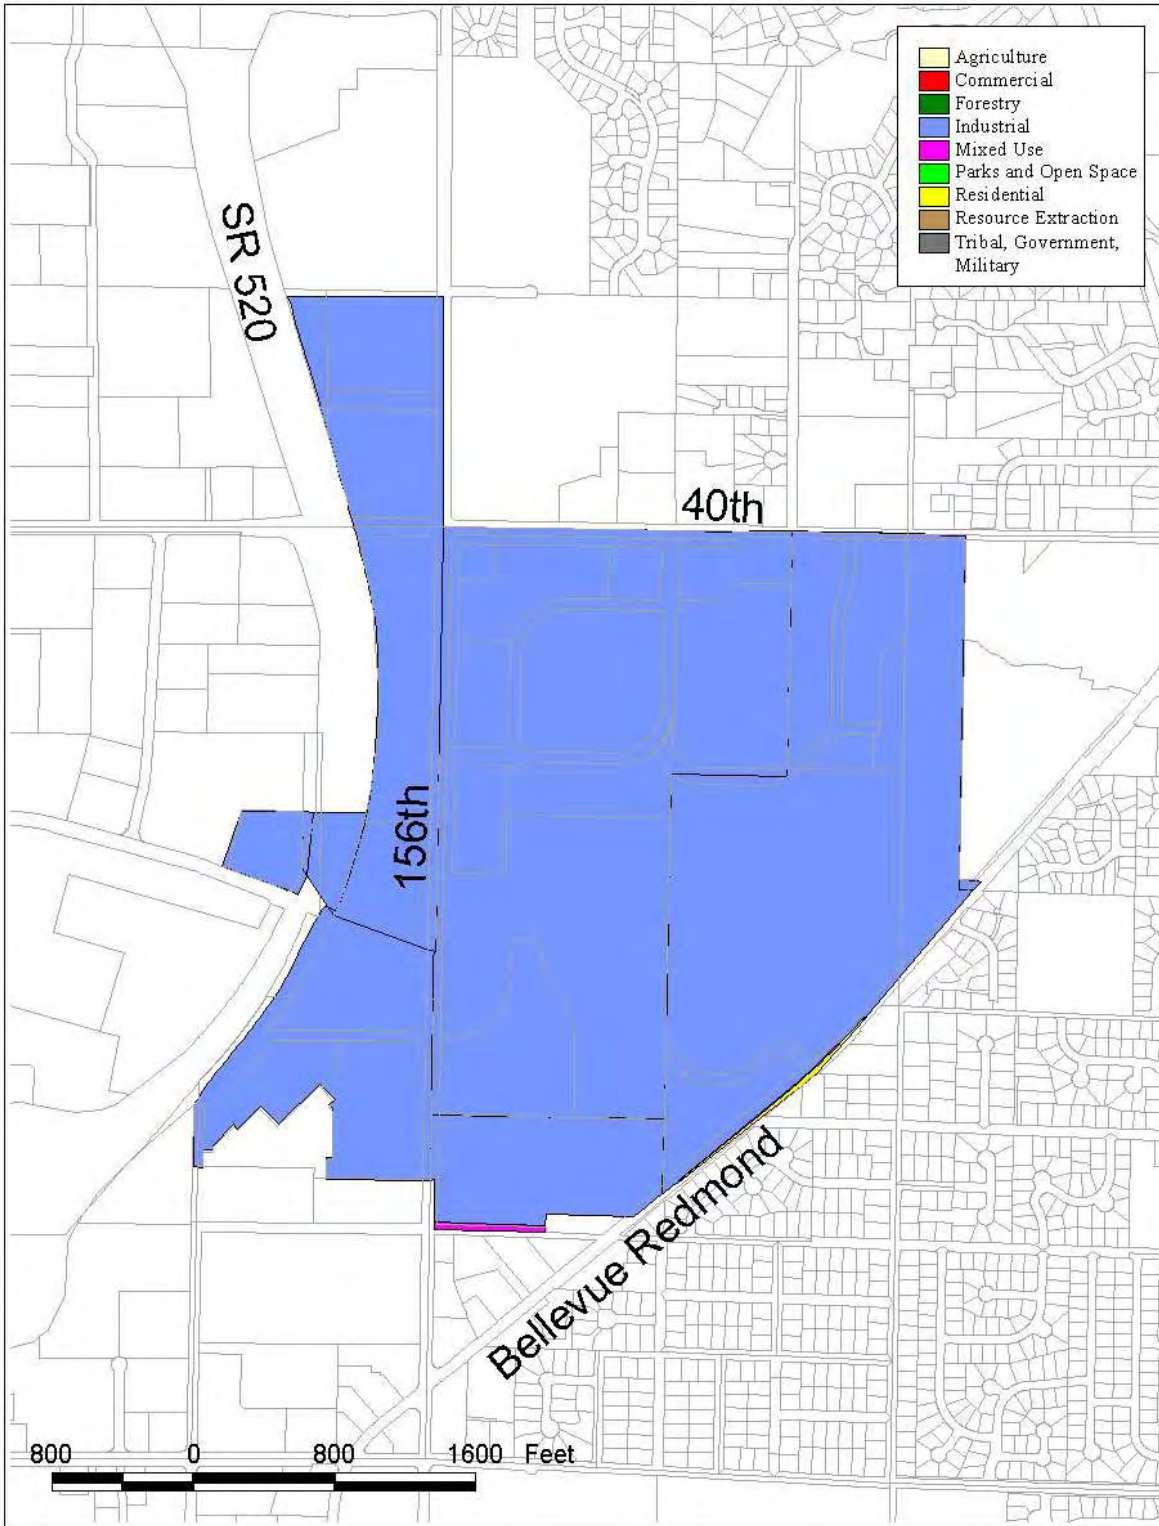 Agriculture
Commercial
Forestry
Industrial
Mixed Use
Parks and Open Space
Residential
Resource Extraction
Tribal, Government,
Military
SR 520
40th
156th
Bellevue Redmond
800 0 800 1600 Feet